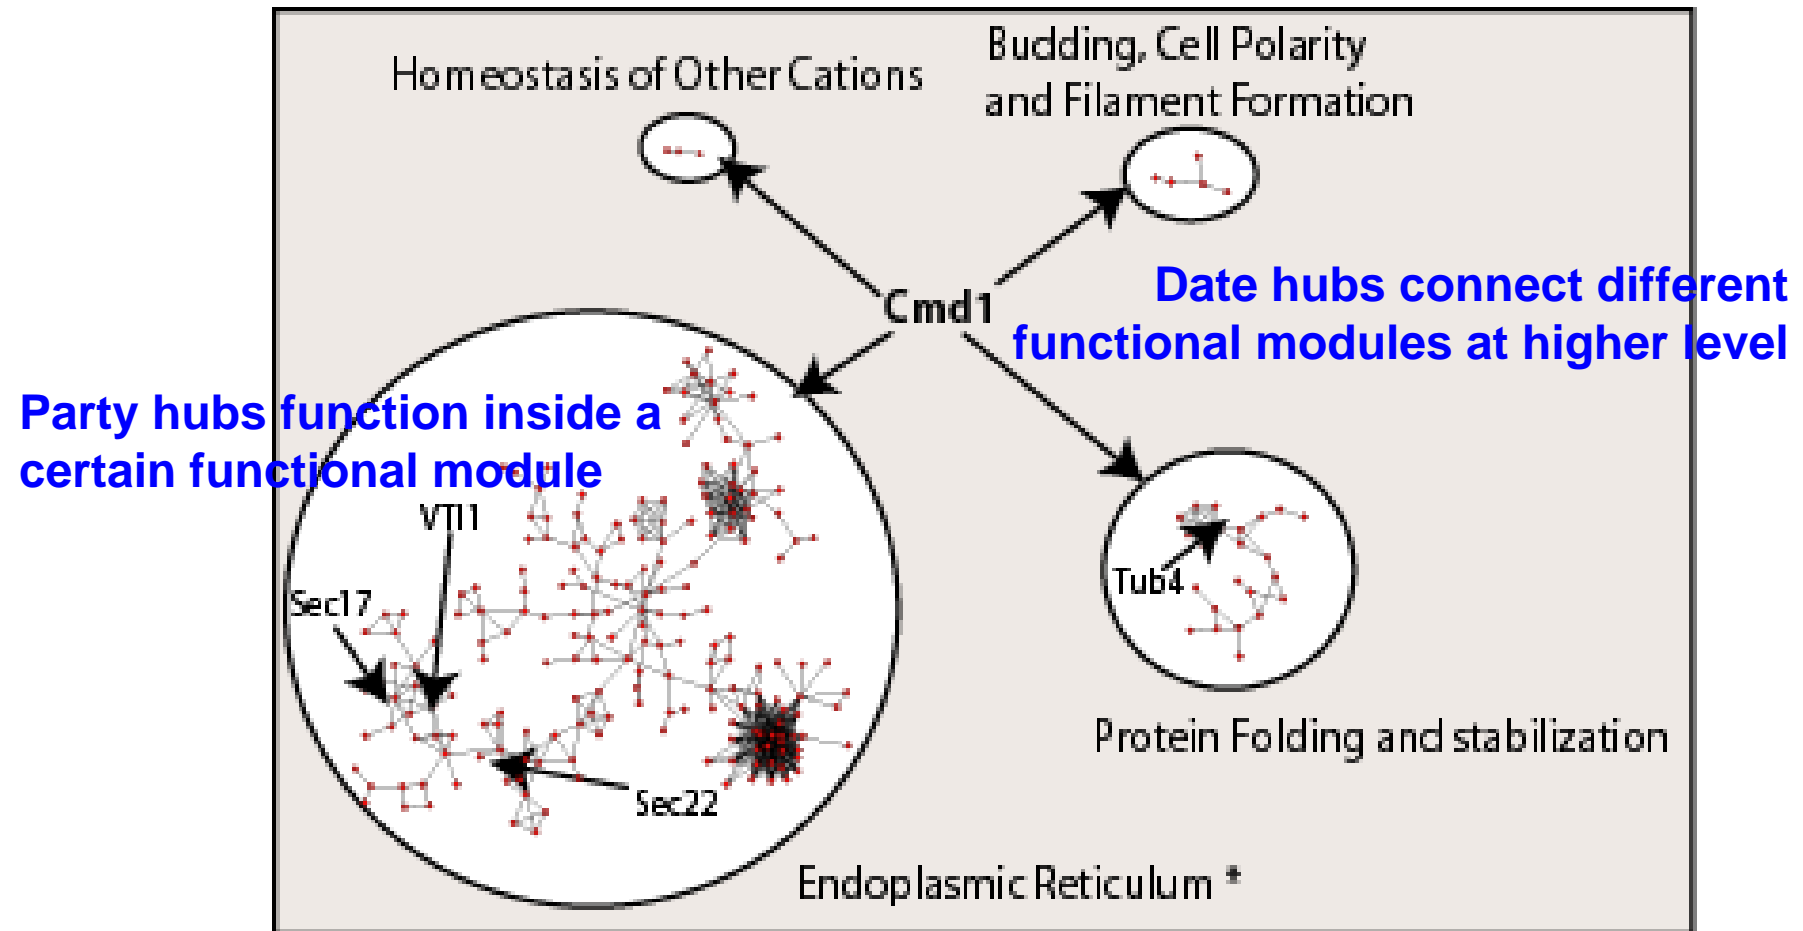 Homeostasis of Other Cations
Budding, Cell Polarity
and Filament Formation
Cmd1
Date hubs connect different
functional modules at higher level
Party hubs function inside a
certain functional module
VTI1
Sec17
Tub4
Sec22
Protein Folding and stabilization
Endoplasmic Reticulum *